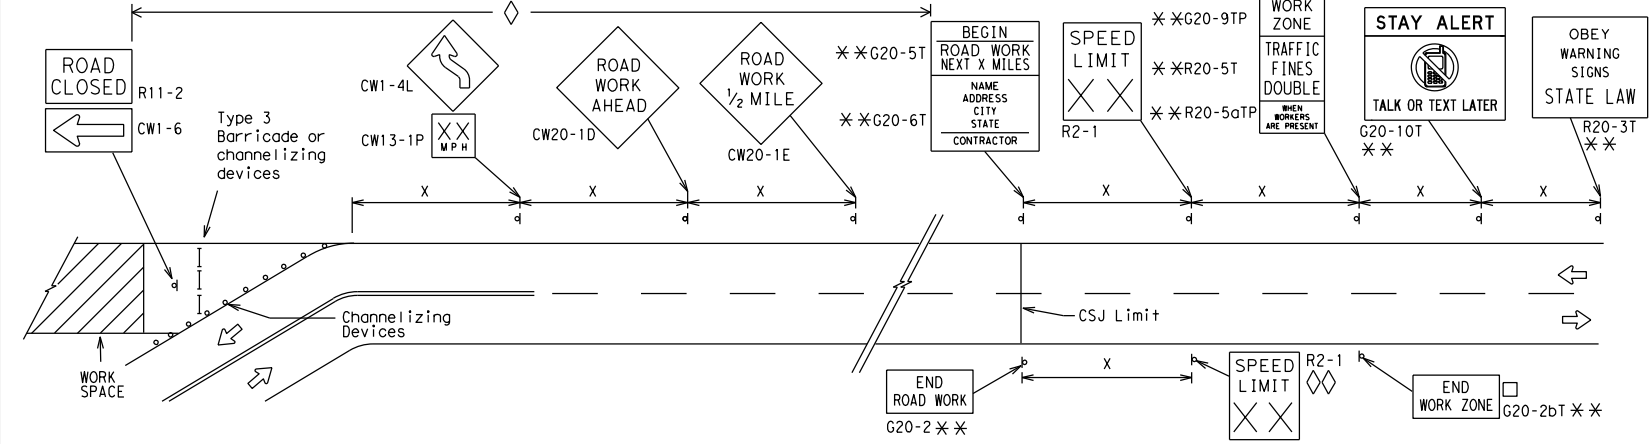 ROAD
CLOSED
R11-2
CW1-6
Type 3
Barricade or
channelizing
devices
CW1-4L
XX
MPH
CW13-1P
ROAD
WORK
AHEAD
CW20-1D
ROAD
WORK
1/2 MILE
CW20-1E
**G20-5T
**G20-6T
BEGIN
ROAD WORK
NEXT X MILES
NAME
ADDRESS
CITY
STATE
CONTRACTOR
SPEED
LIMIT
X X
R2-1
**G20-9TP
**R20-5T
**R20-5aTP
WORK
ZONE
TRAFFIC
FINES
DOUBLE
WHEN
WORKERS
ARE PRESENT
STAY ALERT
TALK OR TEXT LATER
G20-10T
**
OBEY
WARNING
SIGNS
STATE LAW
R20-3T
**
X
X
X
X
X
X
X
Channelizing
Devices
CSJ Limit
WORK
SPACE
END
ROAD WORK
G20-2 **
X
SPEED
LIMIT
X X
R2-1
END
WORK ZONE
G20-2bT **